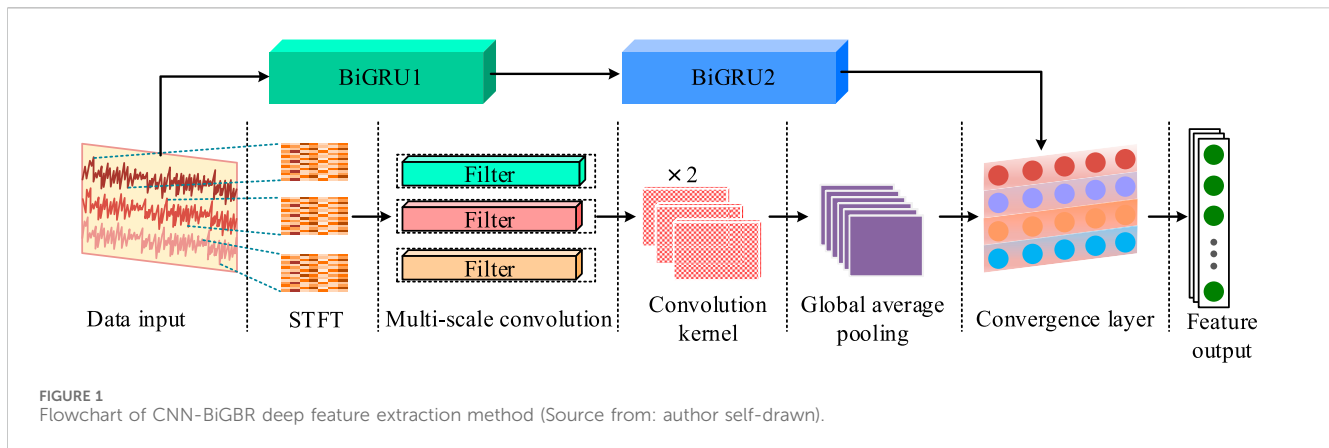 BiGRU1
BiGRU2
Filter
Filter
Filter
× 2
Data input
STFT
Multi-scale convolution
Convolution
kernel
Global average
pooling
Convergence layer
Feature
output
FIGURE 1
Flowchart of CNN-BiGBR deep feature extraction method (Source from: author self-drawn).